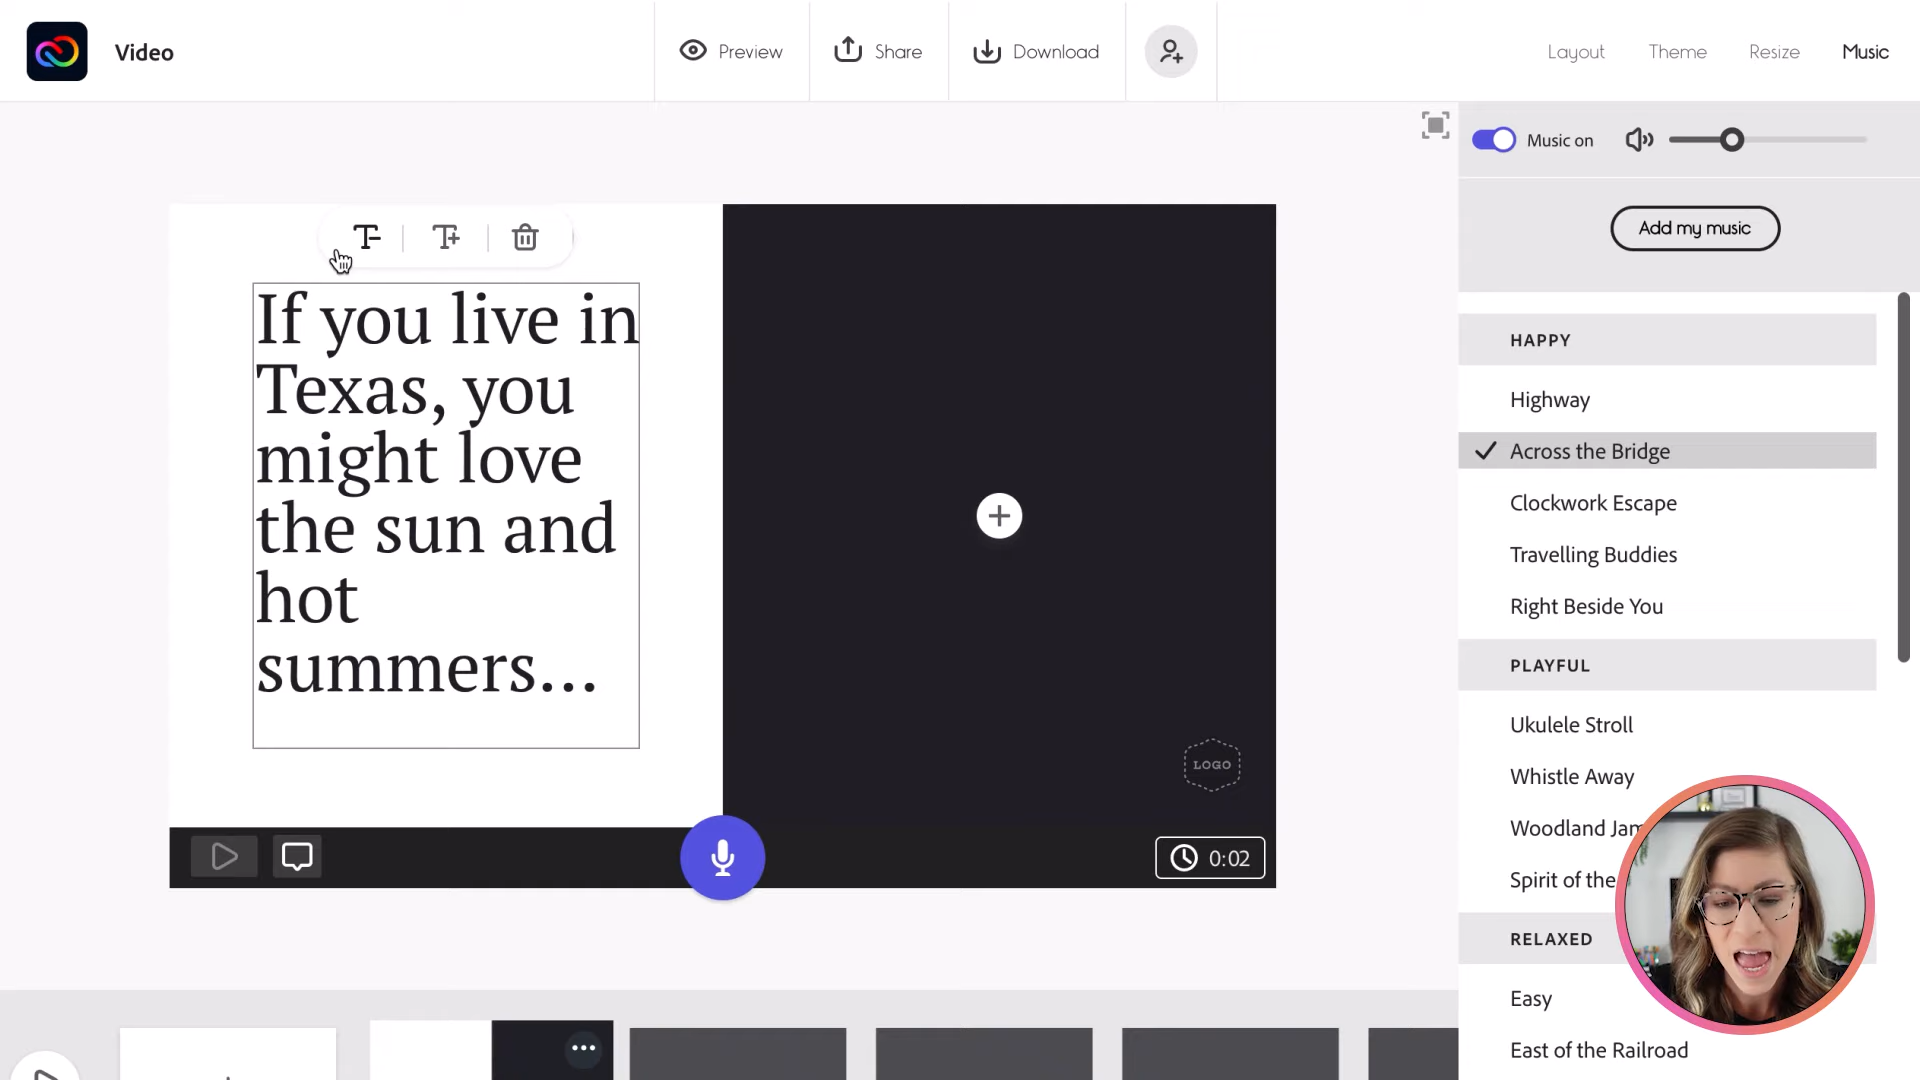 Video
Preview
Share
Download
Layout
Theme
Resize
Music
Music on
Add my music
If you live in
Texas, you
might love
the sun and
hot
summers...
LOGO
0:02
HAPPY
Highway
Across the Bridge
Clockwork Escape
Travelling Buddies
Right Beside You
PLAYFUL
Ukulele Stroll
Whistle Away
Woodland Jam
Spirit of the
RELAXED
Easy
East of the Railroad